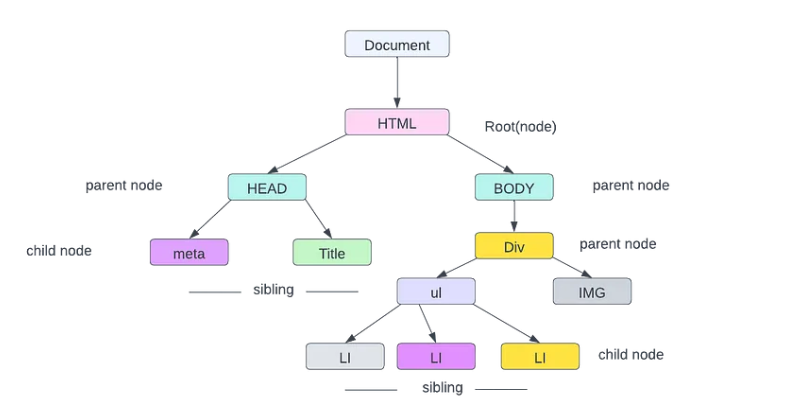 Document
HTML
Root(node)
parent node
HEAD
BODY
parent node
child node
meta
Title
Div
parent node
sibling
ul
IMG
LI
LI
LI
child node
sibling